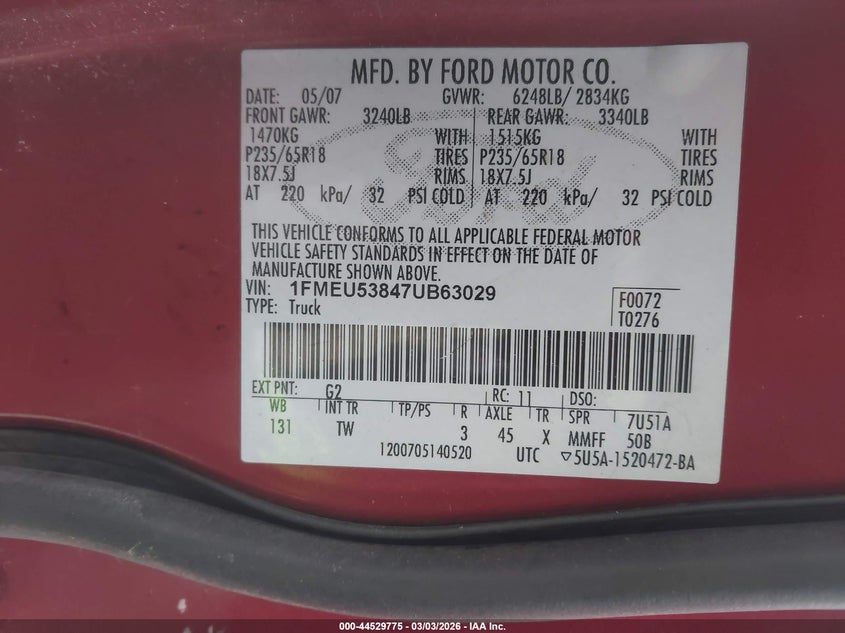 MFD. BY FORD MOTOR CO.
DATE: 05/07 GVWR: 6248LB/ 2834KG
FRONT GAWR: 3240LB REAR GAWR: 3340LB
1470KG WITH 1515KG WITH
P235/65R18 TIRES P235/65R18 TIRES
18X7.5J RIMS 18X7.5J RIMS
AT 220 kPa/ 32 PSI COLD AT 220 kPa/ 32 PSI COLD
Ford
THIS VEHICLE CONFORMS TO ALL APPLICABLE FEDERAL MOTOR
VEHICLE SAFETY STANDARDS IN EFFECT ON THE DATE OF
MANUFACTURE SHOWN ABOVE.
VIN: 1FMEU53847UB63029
TYPE: Truck
F0072
T0276
EXT PNT: G2 RC: 11 DSO:
WB INT TR TP/PS R AXLE TR SPR 7U51A
131 TW 3 45 X MMFF 50B
1200705140520 UTC ▽5U5A-1520472-BA
000-44529775 | 03/03/2026 | IAA Inc.